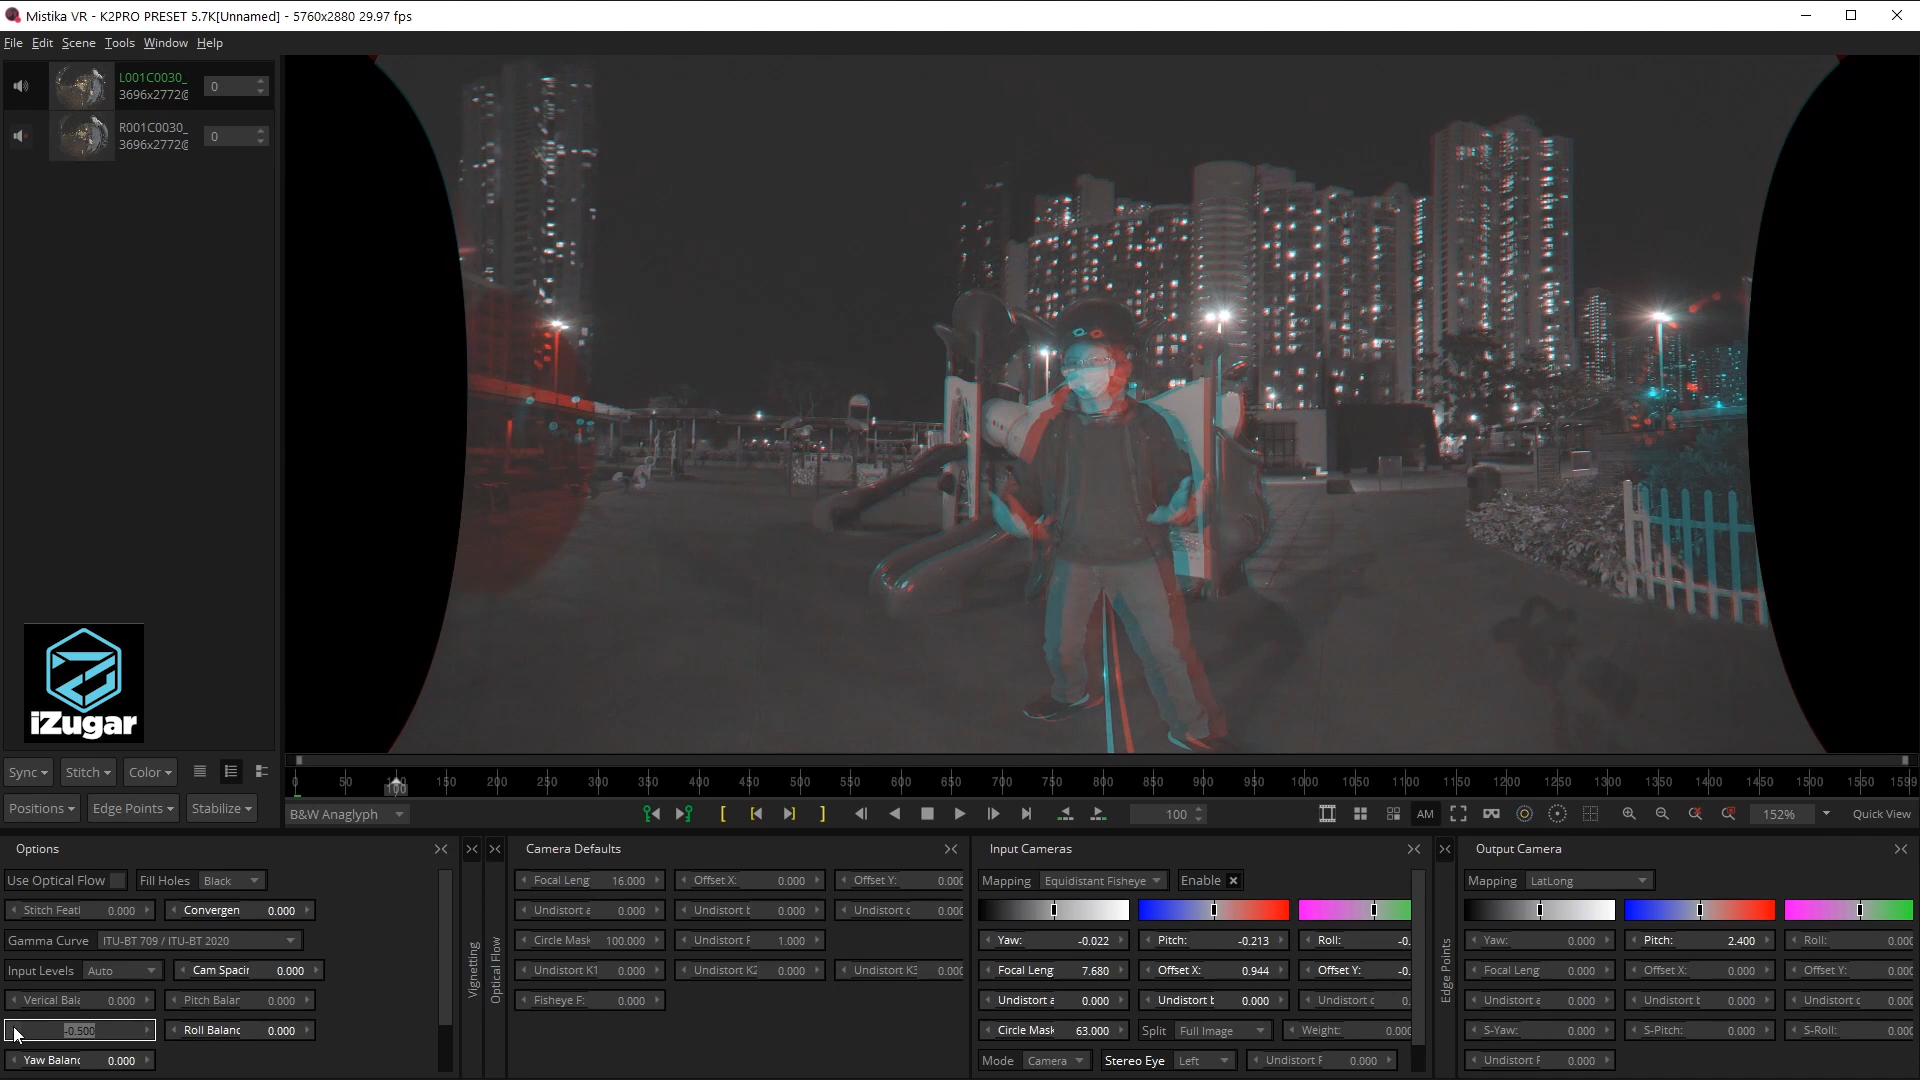 Mistika VR - K2PRO PRESET 5.7K[Unnamed] - 5760x2880 29.97 fps
File Edit Scene Tools Window Help
L001C0030_
3696x2772@
0
R001C0030_
3696x2772@
0
iZugar
Sync Stitch Color
Positions Edge Points Stabilize
0 50 100 150 200 250 300 350 400 450 500 550 600 650 700 750 800 850 900 950 1000 1050 1100 1150 1200 1250 1300 1350 1400 1450 1500 1550 1599
B&W Anaglyph 100 AM 152% Quick View
Options
Use Optical Flow Fill Holes Black
Stitch Feat 0.000 Convergen 0.000
Gamma Curve ITU-BT 709 / ITU-BT 2020
Input Levels Auto Cam Spacir 0.000
Verical Bala 0.000 Pitch Balar 0.000
-0.500 Roll Balanc 0.000
Yaw Balanc 0.000
Vignetting
Optical Flow
Camera Defaults
Focal Leng 16.000 Offset X: 0.000 Offset Y: 0.000
Undistort a 0.000 Undistort b 0.000 Undistort c 0.000
Circle Mask 100.000 Undistort F 1.000
Undistort K1 0.000 Undistort K2 0.000 Undistort K3 0.000
Fisheye F: 0.000
Input Cameras
Mapping Equidistant Fisheye Enable
Yaw: -0.022 Pitch: -0.213 Roll: -0.
Focal Leng 7.680 Offset X: 0.944 Offset Y: -0.
Undistort a 0.000 Undistort b 0.000 Undistort c 0.
Circle Mask 63.000 Split Full Image Weight: 0.000
Mode Camera Stereo Eye Left Undistort F 0.000
Edge Points
Output Camera
Mapping LatLong
Yaw: 0.000 Pitch: 2.400 Roll: 0.000
Focal Leng 0.000 Offset X: 0.000 Offset Y: 0.000
Undistort a 0.000 Undistort b 0.000 Undistort c 0.000
S-Yaw: 0.000 S-Pitch: 0.000 S-Roll: 0.000
Undistort F 0.000